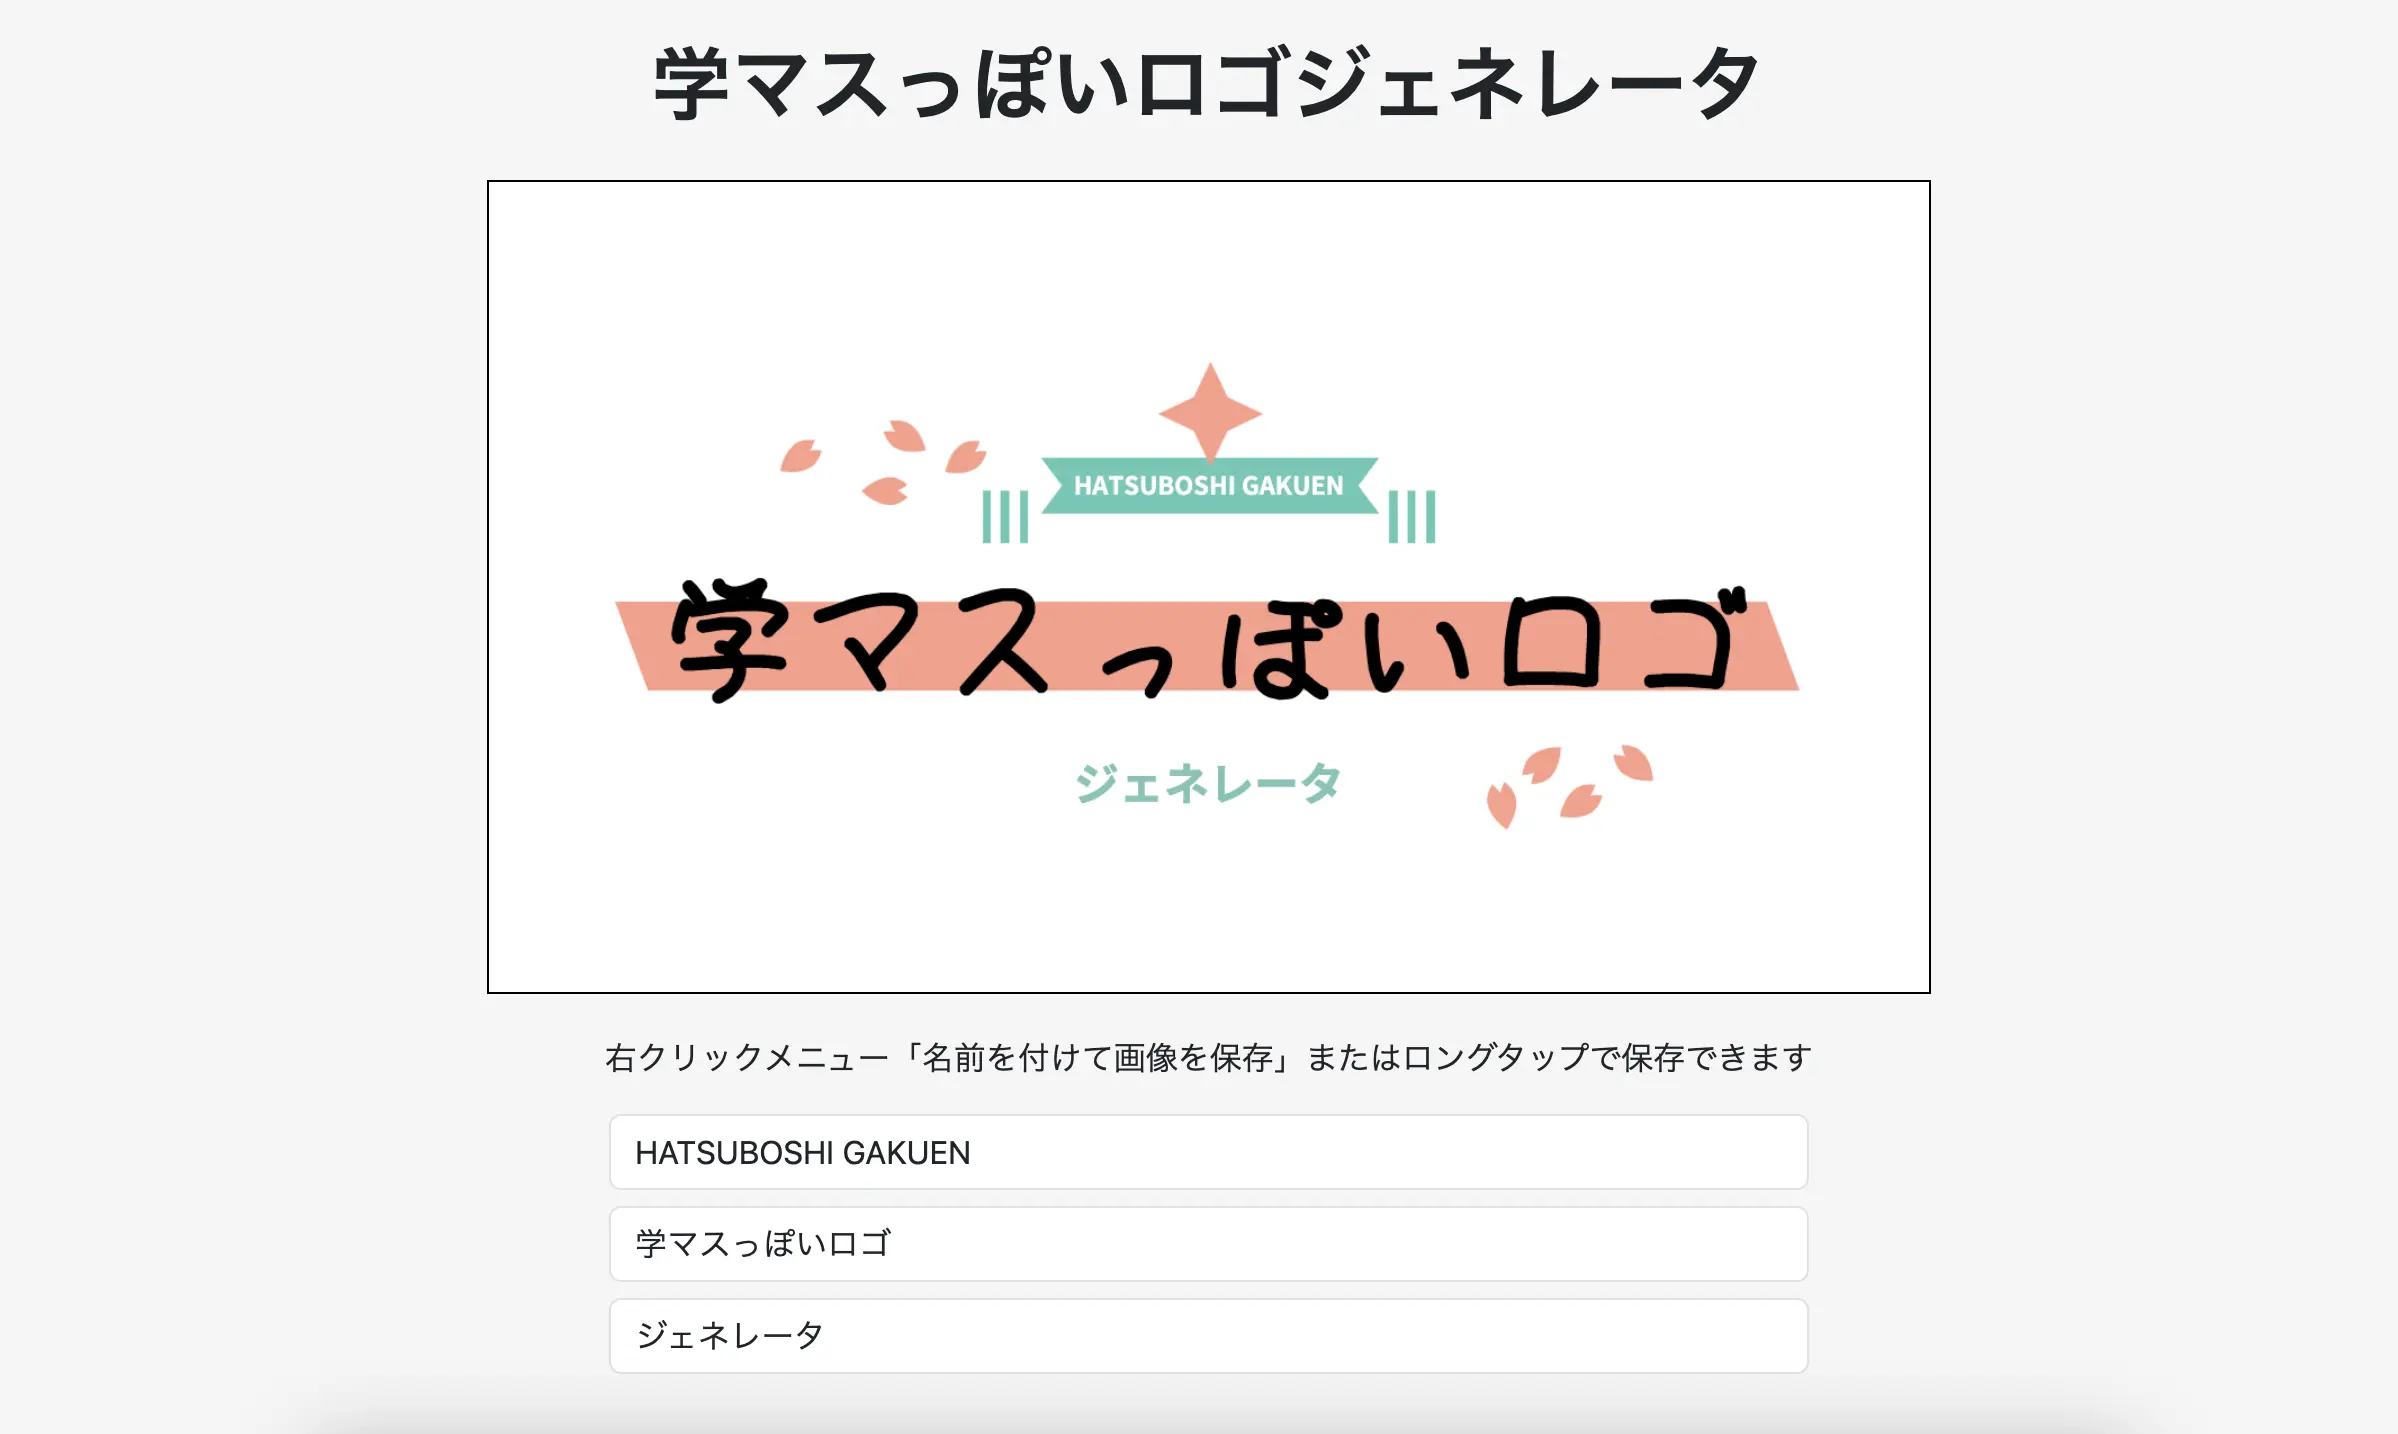 学マスっぽいロゴジェネレータ
HATSUBOSHI GAKUEN
学マスっぽいロゴ
ジェネレータ
右クリックメニュー「名前を付けて画像を保存」またはロングタップで保存できます
HATSUBOSHI GAKUEN
学マスっぽいロゴ
ジェネレータ